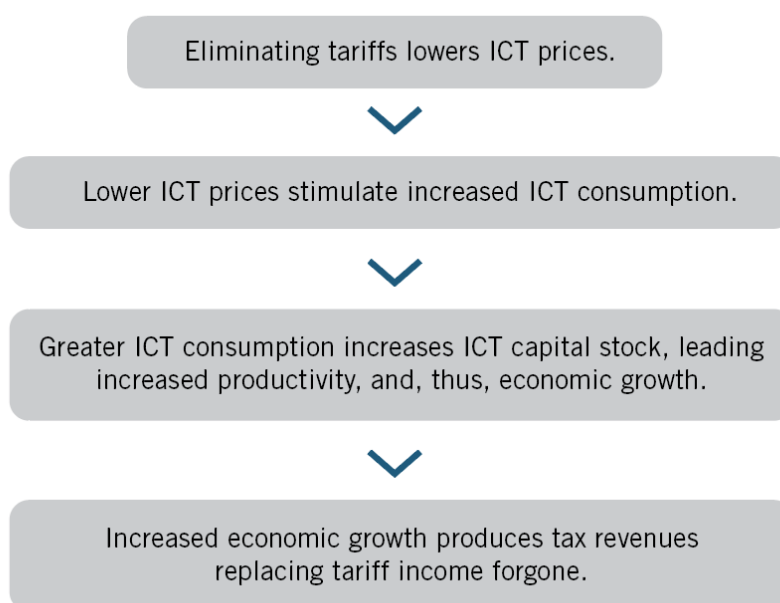 Eliminating tariffs lowers ICT prices.
Lower ICT prices stimulate increased ICT consumption.
Greater ICT consumption increases ICT capital stock, leading
increased productivity, and, thus, economic growth.
Increased economic growth produces tax revenues
replacing tariff income forgone.